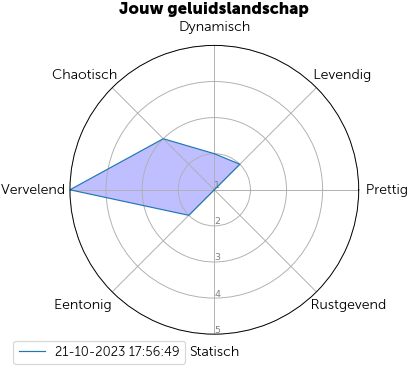 Jouw geluidslandschap
Dynamisch
Chaotisch
Levendig
Vervelend
1
Prettig
2
3
4
Eentonig
Rustgevend
5
21-10-2023 17:56:49
Statisch